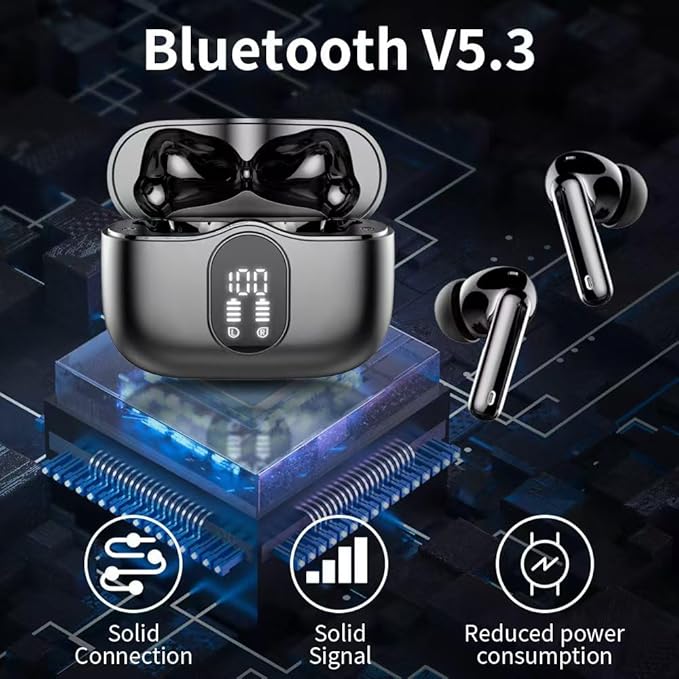 Bluetooth V5.3
100
L R
Solid
Connection
Solid
Signal
Reduced power
consumption